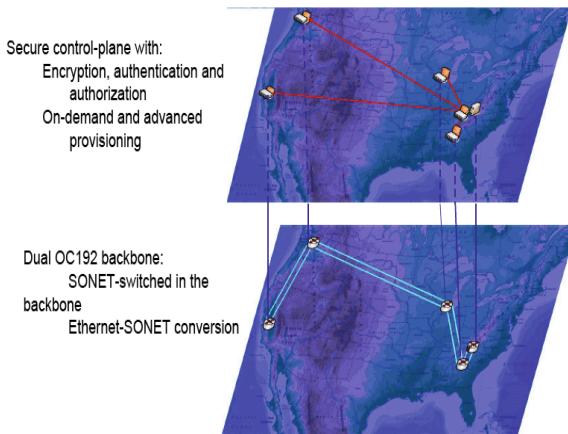 Secure control-plane with:
Encryption, authentication and
authorization
On-demand and advanced
provisioning
Dual OC192 backbone:
SONET-switched in the
backbone
Ethernet-SONET conversion